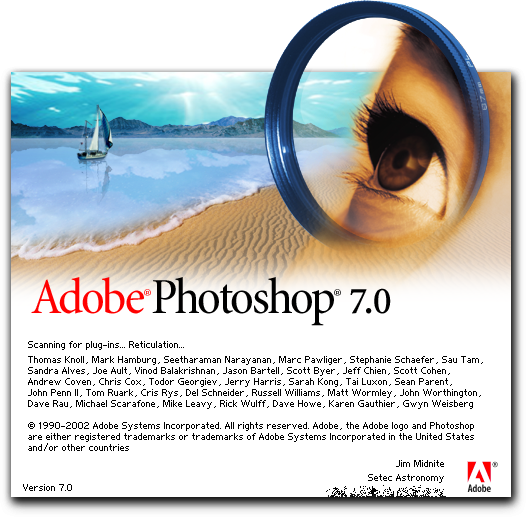 67mm PL
Adobe® Photoshop® 7.0
Scanning for plug-ins... Reticulation...
Thomas Knoll, Mark Hamburg, Seetharaman Narayanan, Marc Pawliger, Stephanie Schaefer, Sau Tam,
Sandra Alves, Joe Ault, Vinod Balakrishnan, Jason Bartell, Scott Byer, Jeff Chien, Scott Cohen,
Andrew Coven, Chris Cox, Todor Georgiev, Jerry Harris, Sarah Kong, Tai Luxon, Sean Parent,
John Penn II, Tom Ruark, Cris Rys, Del Schneider, Russell Williams, Matt Wormley, John Worthington,
Dave Rau, Michael Scarafone, Mike Leavy, Rick Wulff, Dave Howe, Karen Gauthier, Gwyn Weisberg
© 1990-2002 Adobe Systems Incorporated. All rights reserved. Adobe, the Adobe logo and Photoshop
are either registered trademarks or trademarks of Adobe Systems Incorporated in the United States
and/or other countries
Jim Midnite
Setec Astronomy
Version 7.0
Adobe®